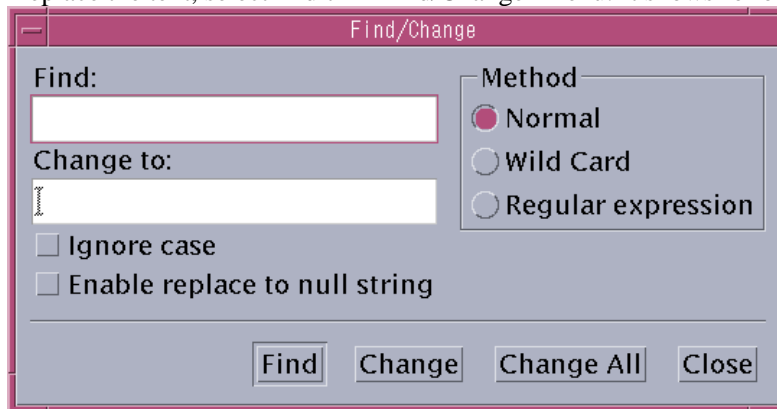 Find/Change
Find:
Change to:
Ignore case
Enable replace to null string
Method
Normal
Wild Card
Regular expression
Find
Change
Change All
Close